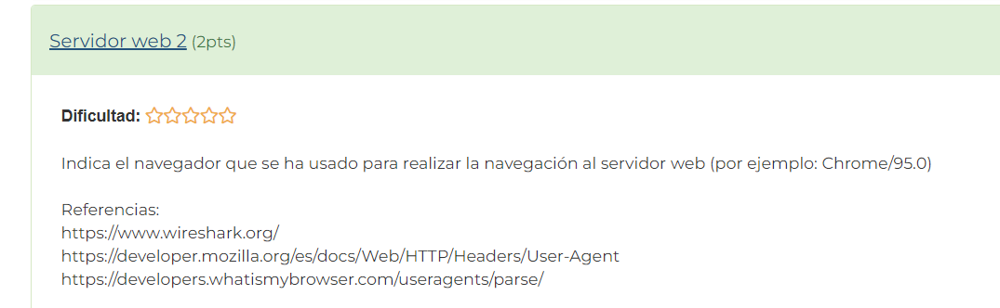 Servidor web 2 (2pts)
Dificultad:
Indica el navegador que se ha usado para realizar la navegación al servidor web (por ejemplo: Chrome/95.0)
Referencias:
https://www.wireshark.org/
https://developer.mozilla.org/es/docs/Web/HTTP/Headers/User-Agent
https://developers.whatismybrowser.com/useragents/parse/